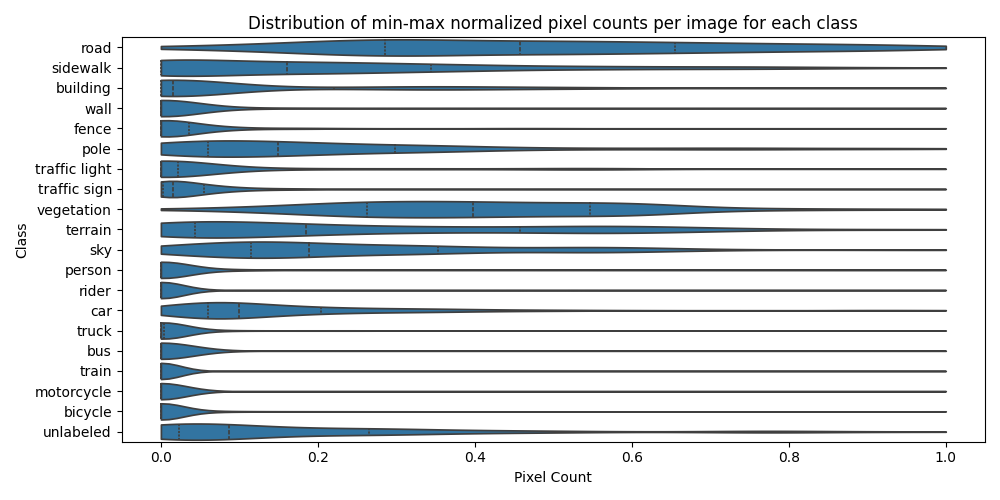 Distribution of min-max normalized pixel counts per image for each class
road
sidewalk
building
wall
fence
pole
traffic light
traffic sign
vegetation
terrain
sky
person
rider
car
truck
bus
train
motorcycle
bicycle
unlabeled
Class
0.0 0.2 0.4 0.6 0.8 1.0
Pixel Count